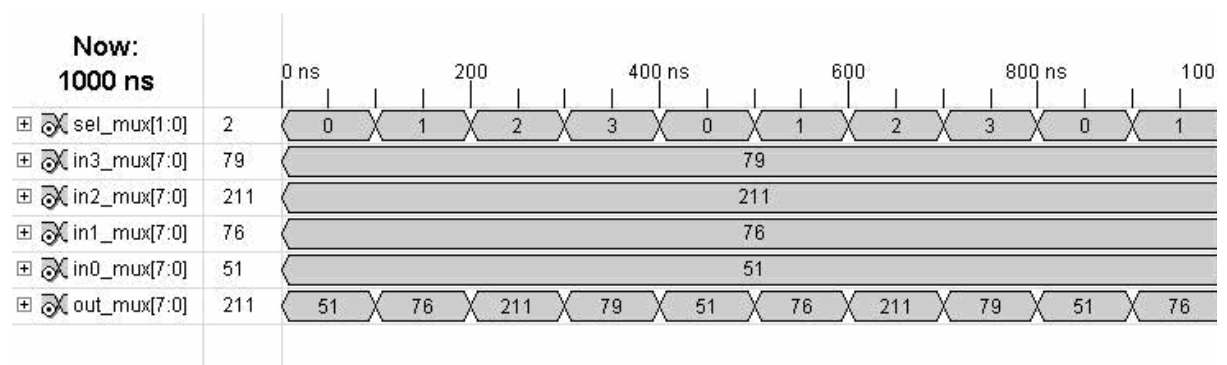 Now:
1000 ns
0 ns 200 400 ns 600 800 ns 100
sel_mux[1:0] 2 0 1 2 3 0 1 2 3 0 1
in3_mux[7:0] 79 79
in2_mux[7:0] 211 211
in1_mux[7:0] 76 76
in0_mux[7:0] 51 51
out_mux[7:0] 211 51 76 211 79 51 76 211 79 51 76